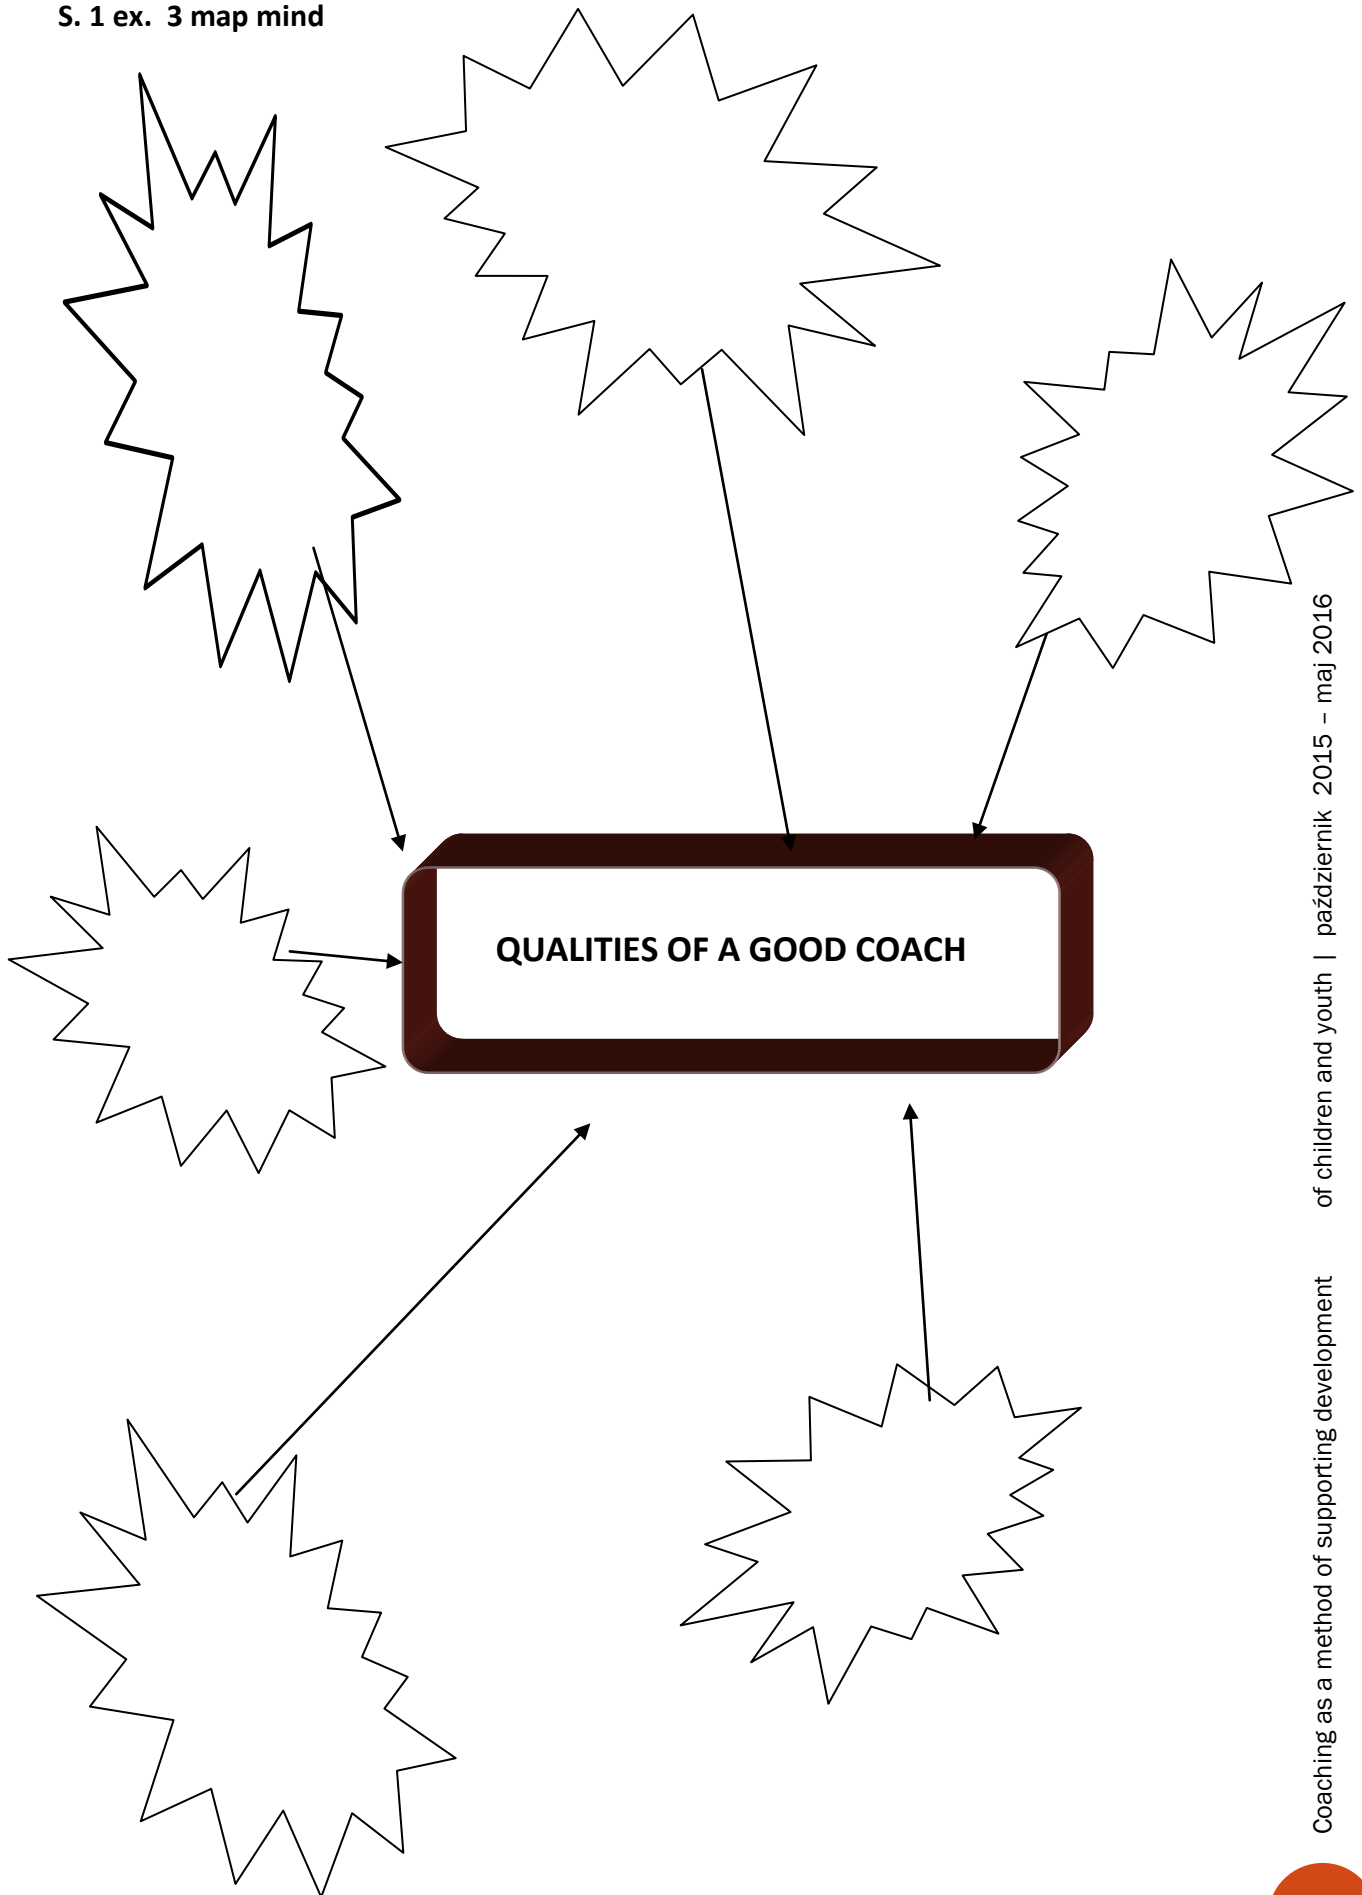 S. 1 ex.  3 map mind
QUALITIES OF A GOOD COACH
Coaching as a method of supporting development of children and youth | październik 2015 – maj 2016